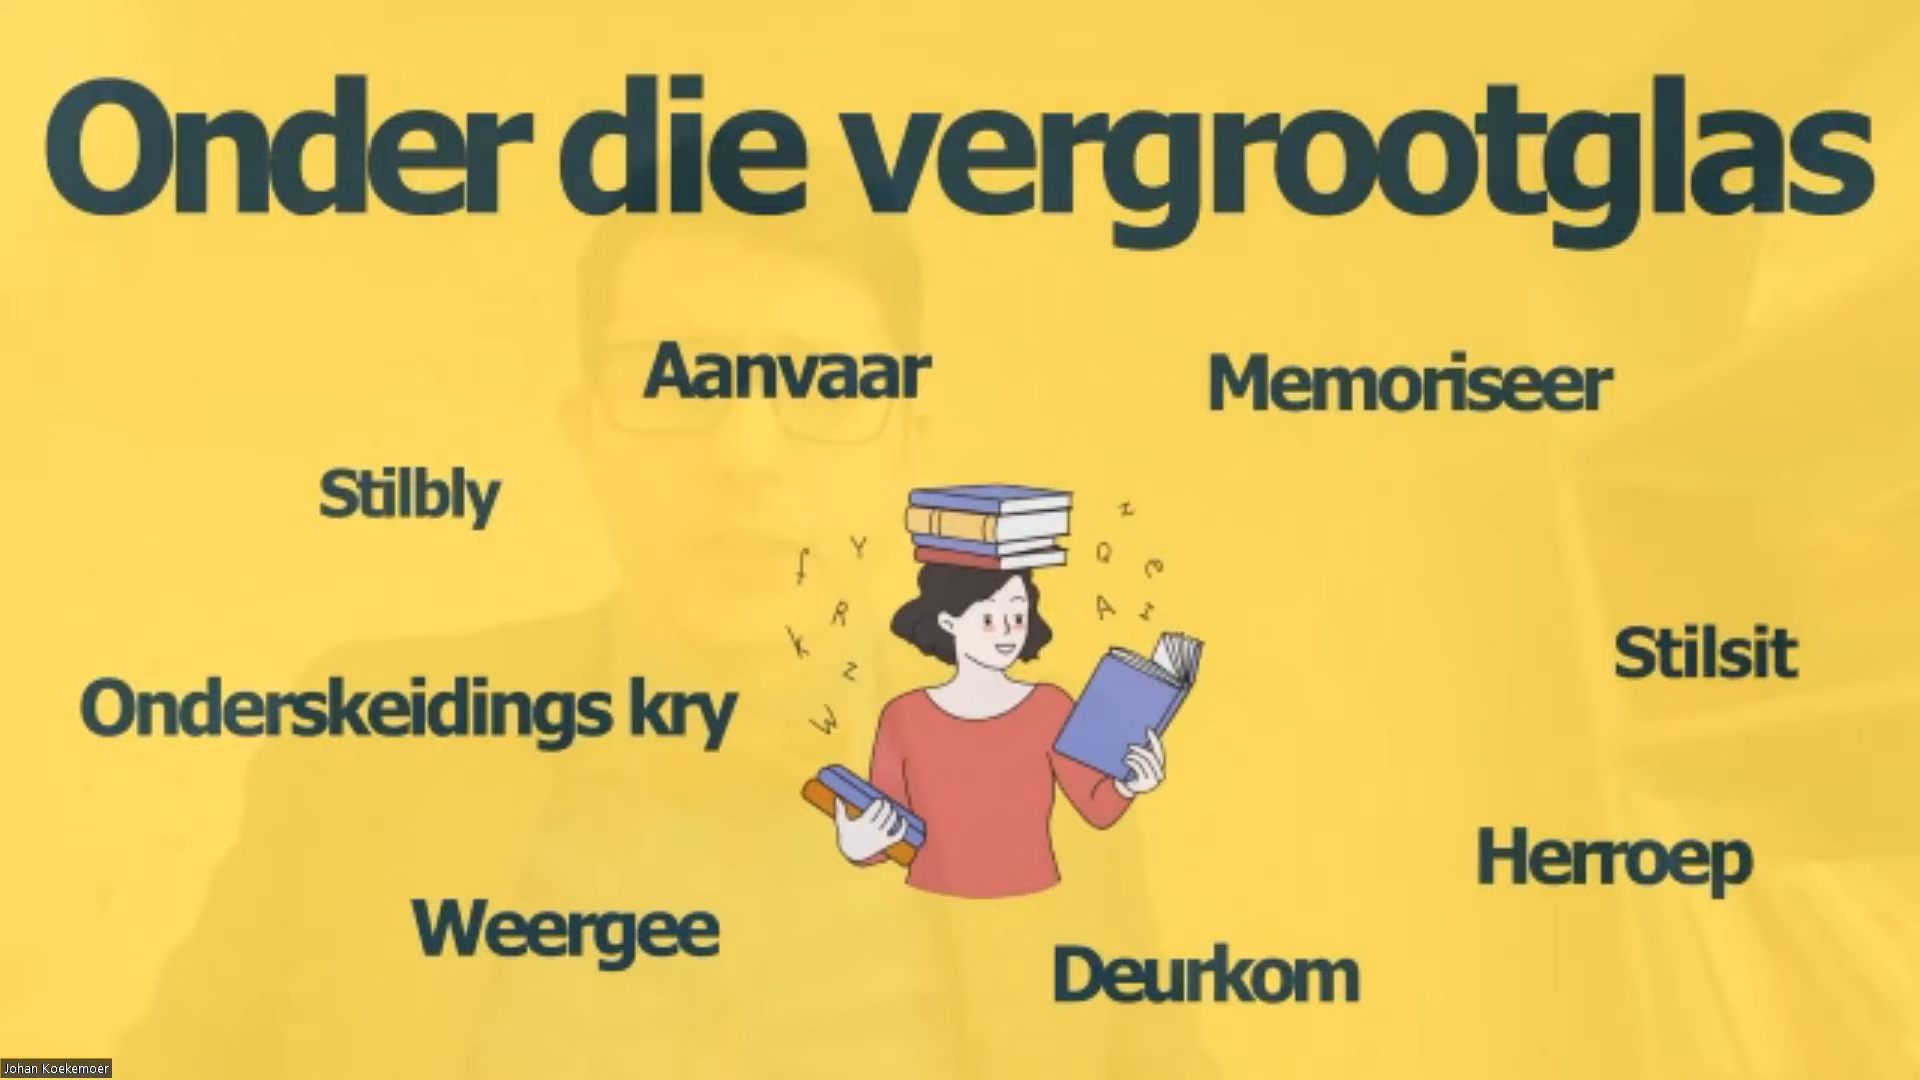 Onder die vergrootglas
Aanvaar
Memoriseer
Stilbly
f
Y
H
Q
e
R
A
k
z
Stilsit
Onderskeidings kry
W
Herroep
Weergee
Deurkom
Johan Koekemoer